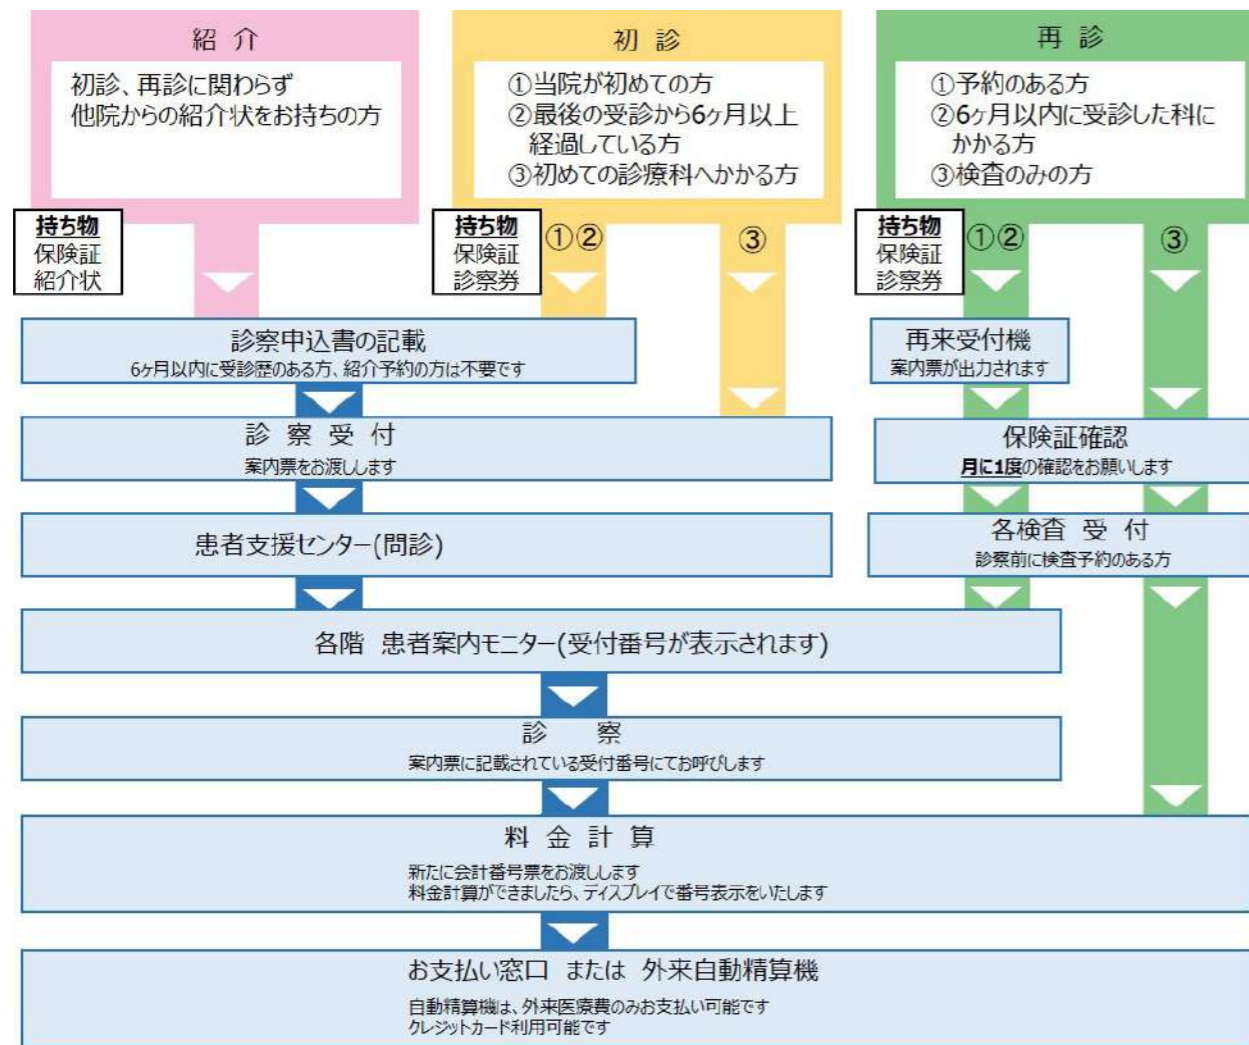 紹 介
初診、再診に関わらず
他院からの紹介状をお持ちの方
初 診
①当院が初めての方
②最後の受診から6ヶ月以上
経過している方
③初めての診療科へかかる方
再 診
①予約のある方
②6ヶ月以内に受診した科に
かかる方
③検査のみの方
持ち物
保険証
紹介状
持ち物
保険証
診察券
①②
③
持ち物
保険証
診察券
①②
③
診察申込書の記載
6ヶ月以内に受診歴のある方、紹介予約の方は不要です
再来受付機
案内票が出力されます
診 察 受 付
案内票をお渡しします
保険証確認
月に1度の確認をお願いします
患者支援センター(問診)
各検査 受 付
診察前に検査予約のある方
各階 患者案内モニター(受付番号が表示されます)
診 察
案内票に記載されている受付番号にてお呼びします
料 金 計 算
新たに会計番号票をお渡しします
料金計算ができましたら、ディスプレイで番号表示をいたします
お支払い窓口 または 外来自動精算機
自動精算機は、外来医療費のみお支払い可能です
クレジットカード利用可能です